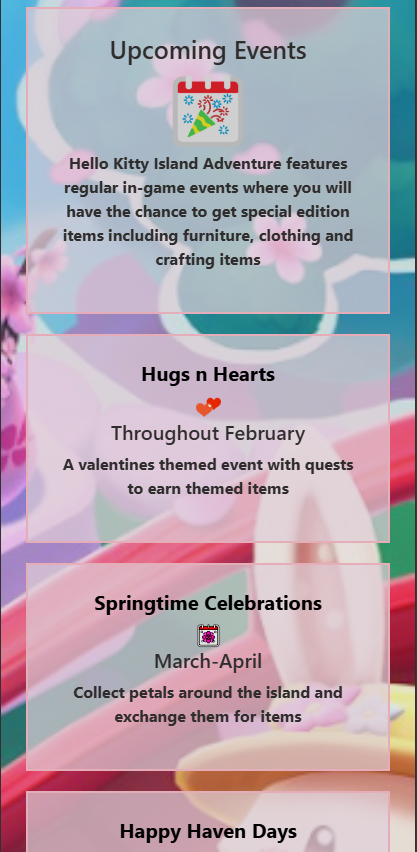 Upcoming Events
Hello Kitty Island Adventure features
regular in-game events where you will
have the chance to get special edition
items including furniture, clothing and
crafting items
Hugs n Hearts
Throughout February
A valentines themed event with quests
to earn themed items
Springtime Celebrations
March-April
Collect petals around the island and
exchange them for items
Happy Haven Days